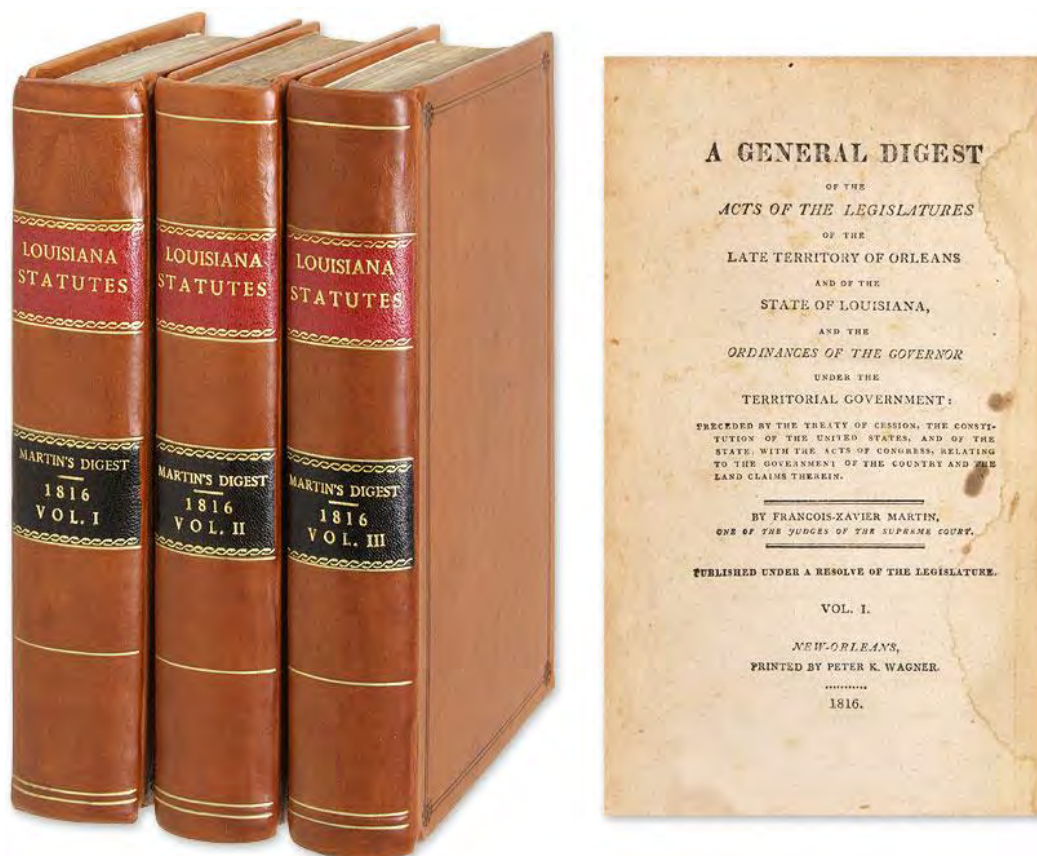 LOUISIANA
STATUTES
MARTIN'S DIGEST
1816
VOL. I
LOUISIANA
STATUTES
MARTIN'S DIGEST
1816
VOL. II
LOUISIANA
STATUTES
MARTIN'S DIGEST
1816
VOL. III
A GENERAL DIGEST
OF THE
ACTS OF THE LEGISLATURES
OF THE
LATE TERRITORY OF ORLEANS
AND OF THE
STATE OF LOUISIANA,
AND THE
ORDINANCES OF THE GOVERNOR
UNDER THE
TERRITORIAL GOVERNMENT:
PRECEDED BY THE TREATY OF CESSION, THE CONSTI-
TUTION OF THE UNITED STATES, AND OF THE
STATE; WITH THE ACTS OF CONGRESS, RELATING
TO THE GOVERNMENT OF THE COUNTRY AND THE
LAND CLAIMS THEREIN.
BY FRANCOIS-XAVIER MARTIN,
ONE OF THE JUDGES OF THE SUPREME COURT.
PUBLISHED UNDER A RESOLVE OF THE LEGISLATURE.
VOL. I.
NEW-ORLEANS,
PRINTED BY PETER K. WAGNER.
1816.